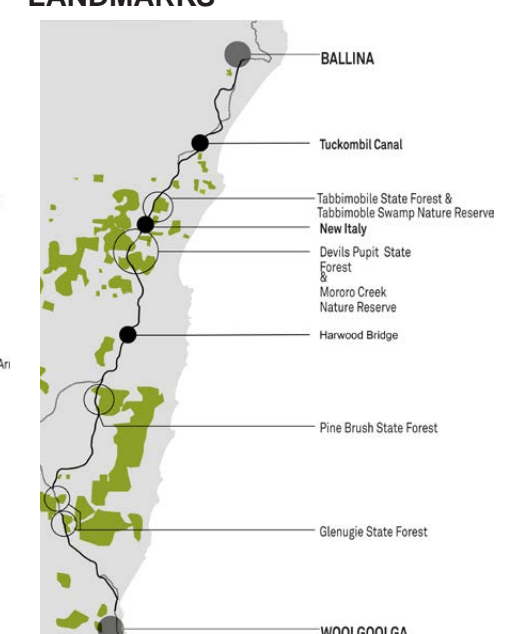 LANDMARKS
BALLINA
Tuckombil Canal
Tabbimobile State Forest &
Tabbimoble Swamp Nature Reserve
New Italy
Devils Pupit State
Forest
&
Mororo Creek
Nature Reserve
Harwood Bridge
Pine Brush State Forest
Glenugie State Forest
WOOLGOOLGA